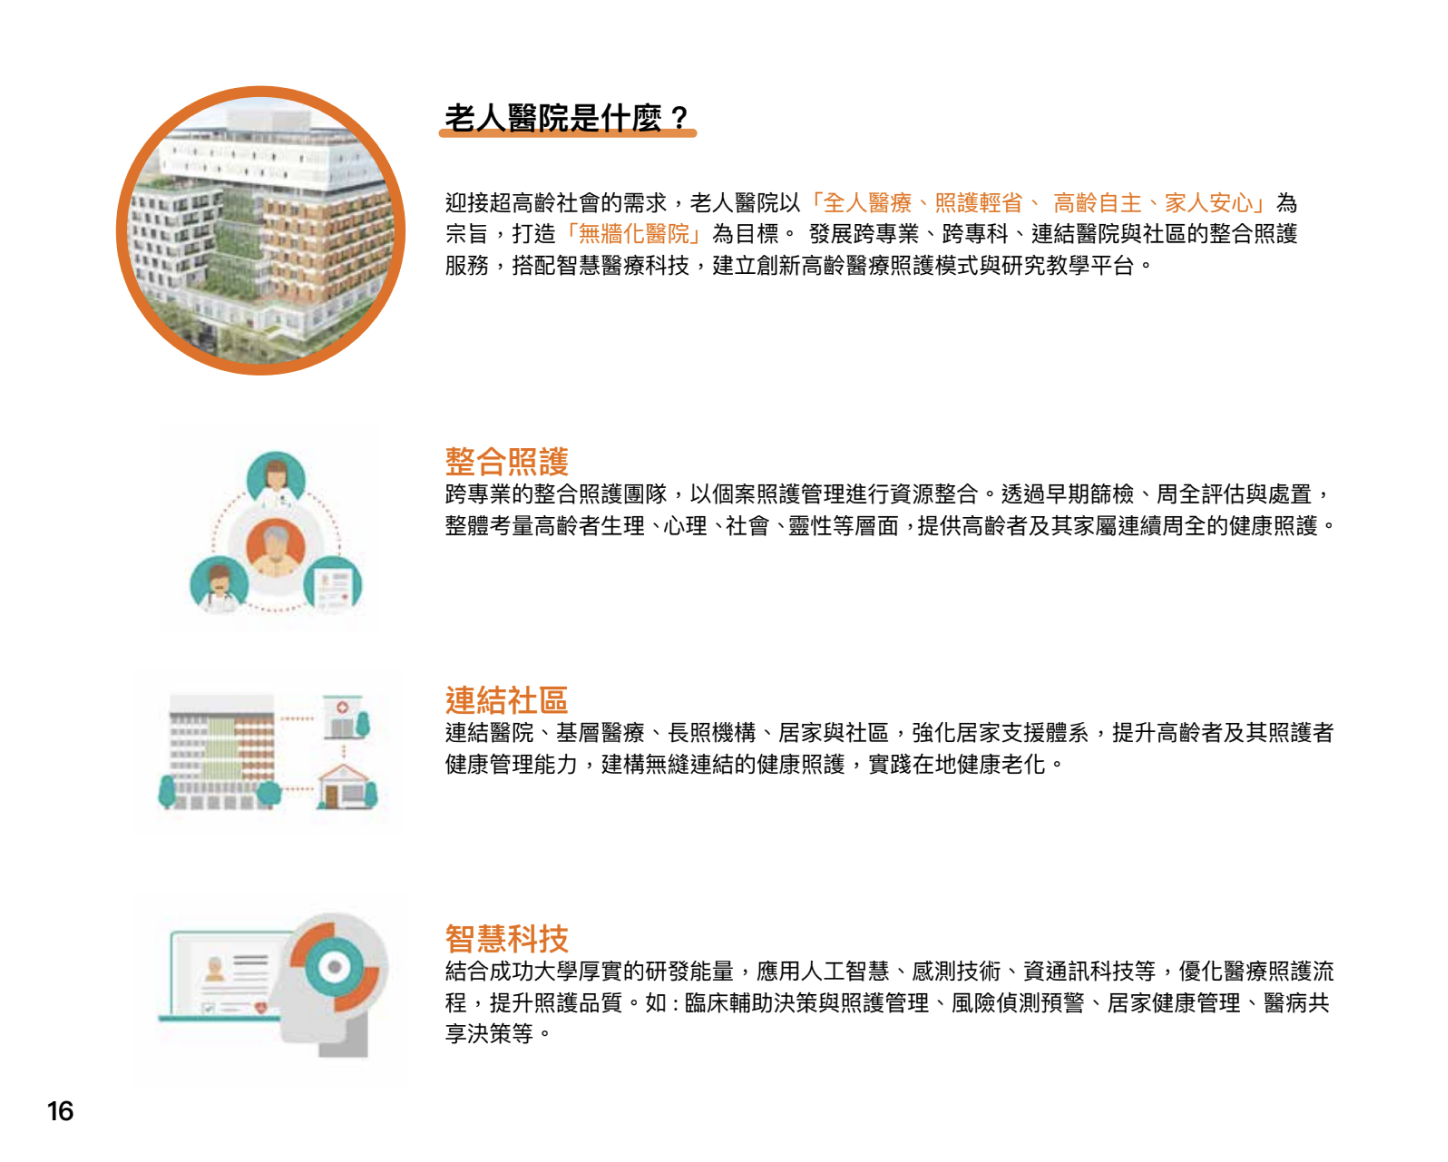 老人醫院是什麼？
迎接超高齡社會的需求，老人醫院以「全人醫療、照護輕省、 高齡自主、家人安心」為
宗旨，打造「無牆化醫院」為目標。 發展跨專業、跨專科、連結醫院與社區的整合照護
服務，搭配智慧醫療科技，建立創新高齡醫療照護模式與研究教學平台。
整合照護
跨專業的整合照護團隊，以個案照護管理進行資源整合。透過早期篩檢、周全評估與處置，
整體考量高齡者生理、心理、社會、靈性等層面，提供高齡者及其家屬連續周全的健康照護。
連結社區
連結醫院、基層醫療、長照機構、居家與社區，強化居家支援體系，提升高齡者及其照護者
健康管理能力，建構無縫連結的健康照護，實踐在地健康老化。
智慧科技
結合成功大學厚實的研發能量，應用人工智慧、感測技術、資通訊科技等，優化醫療照護流
程，提升照護品質。如 : 臨床輔助決策與照護管理、風險偵測預警、居家健康管理、醫病共
享決策等。
16